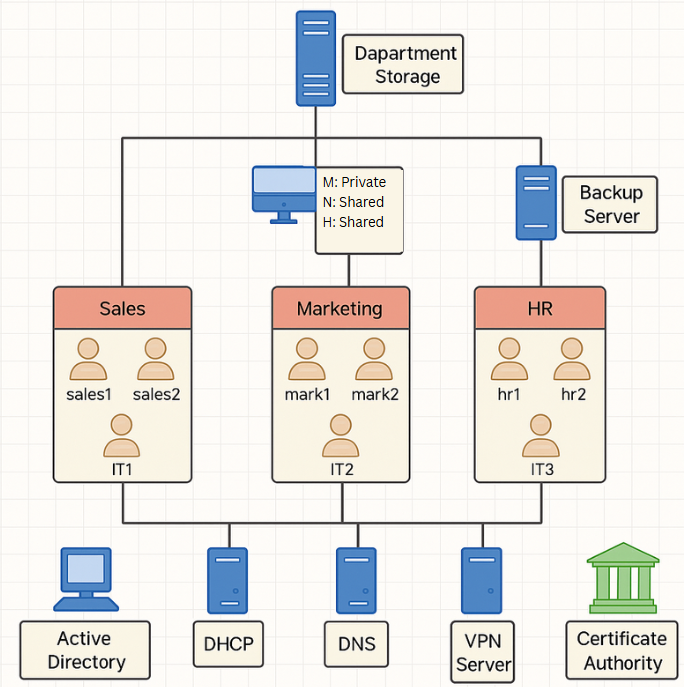 Dapartment
Storage
M: Private
N: Shared
H: Shared
Backup
Server
Sales
Marketing
HR
sales1
sales2
mark1
mark2
hr1
hr2
IT1
IT2
IT3
Active
Directory
DHCP
DNS
VPN
Server
Certificate
Authority